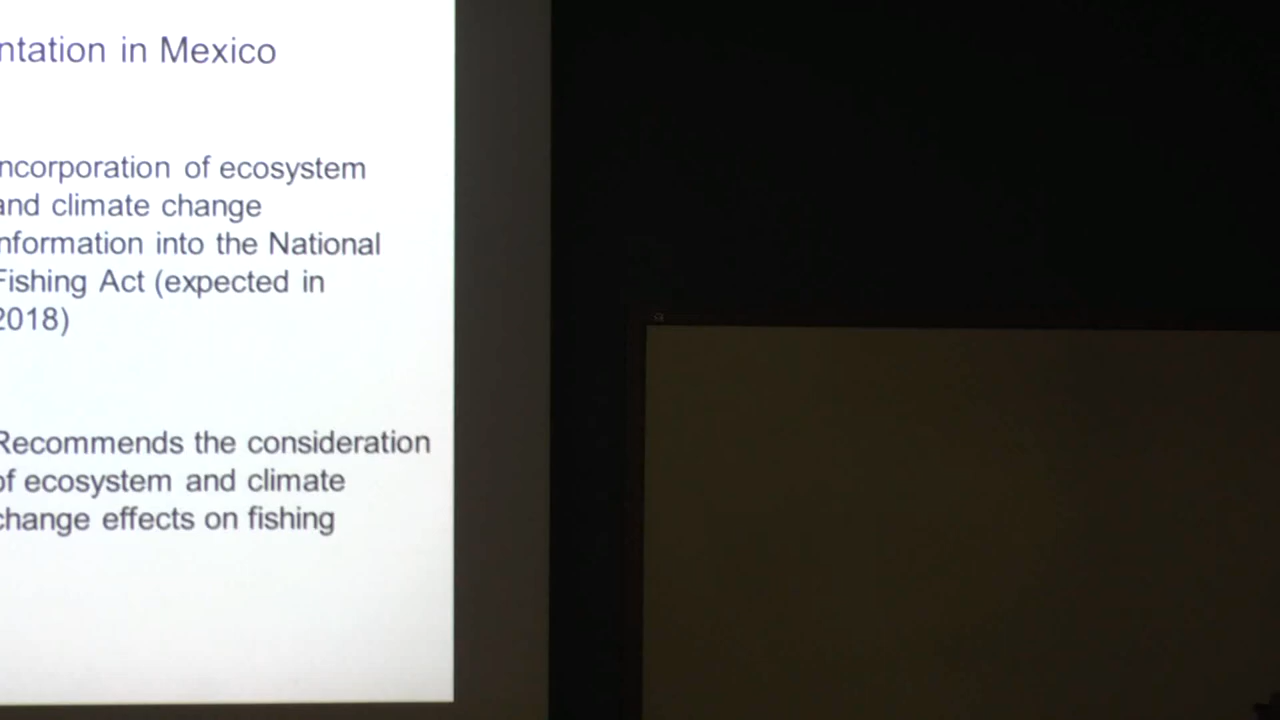 ntation in Mexico
ncorporation of ecosystem
and climate change
nformation into the National
Fishing Act (expected in
2018)
Recommends the consideration
of ecosystem and climate
change effects on fishing